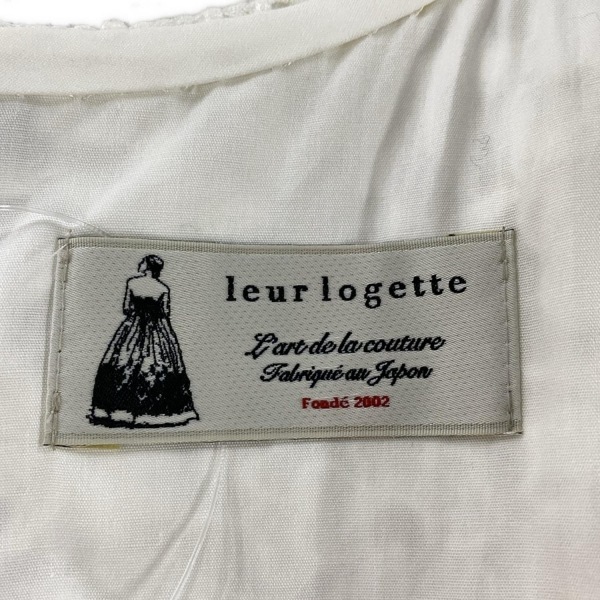 leur logette
L'art de la couture
Fabriqué au Japon
Fondé 2002